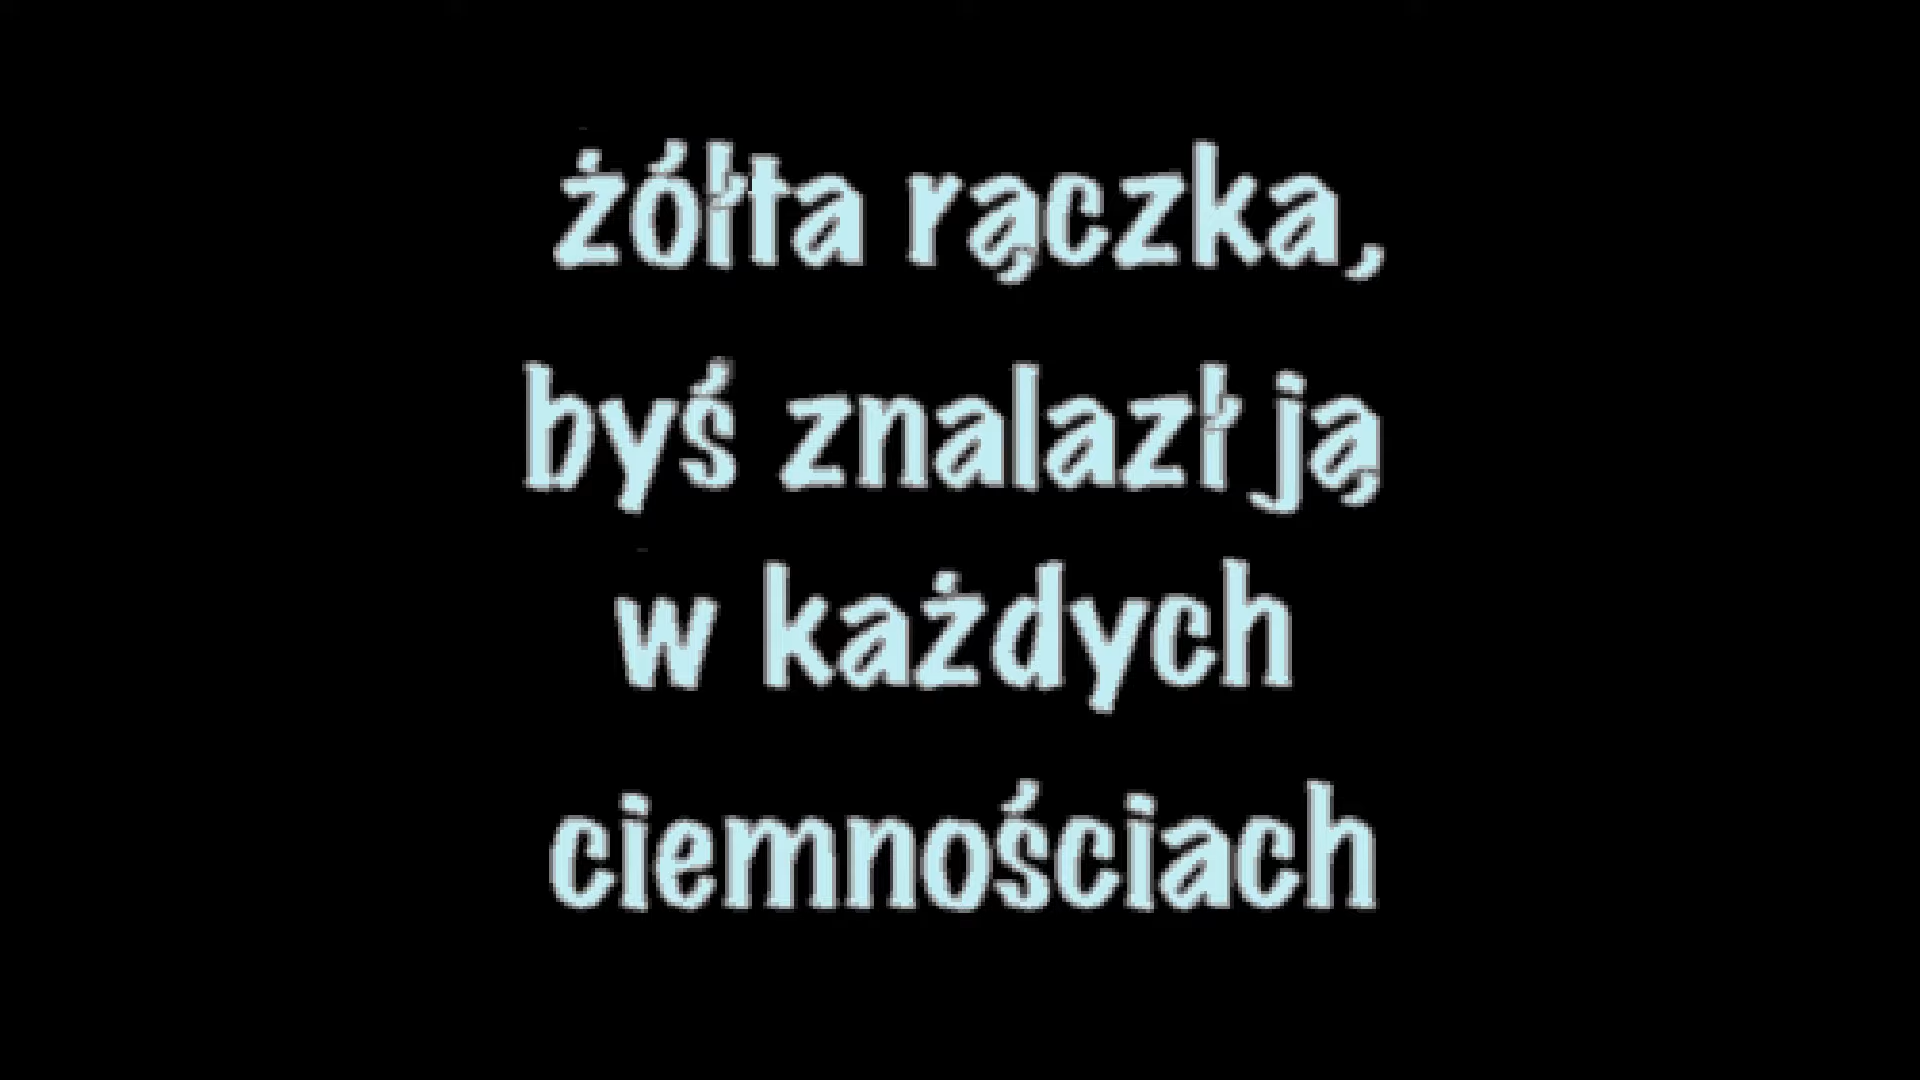 żółta rączka,
byś znalazł ją
w każdych
ciemnościach